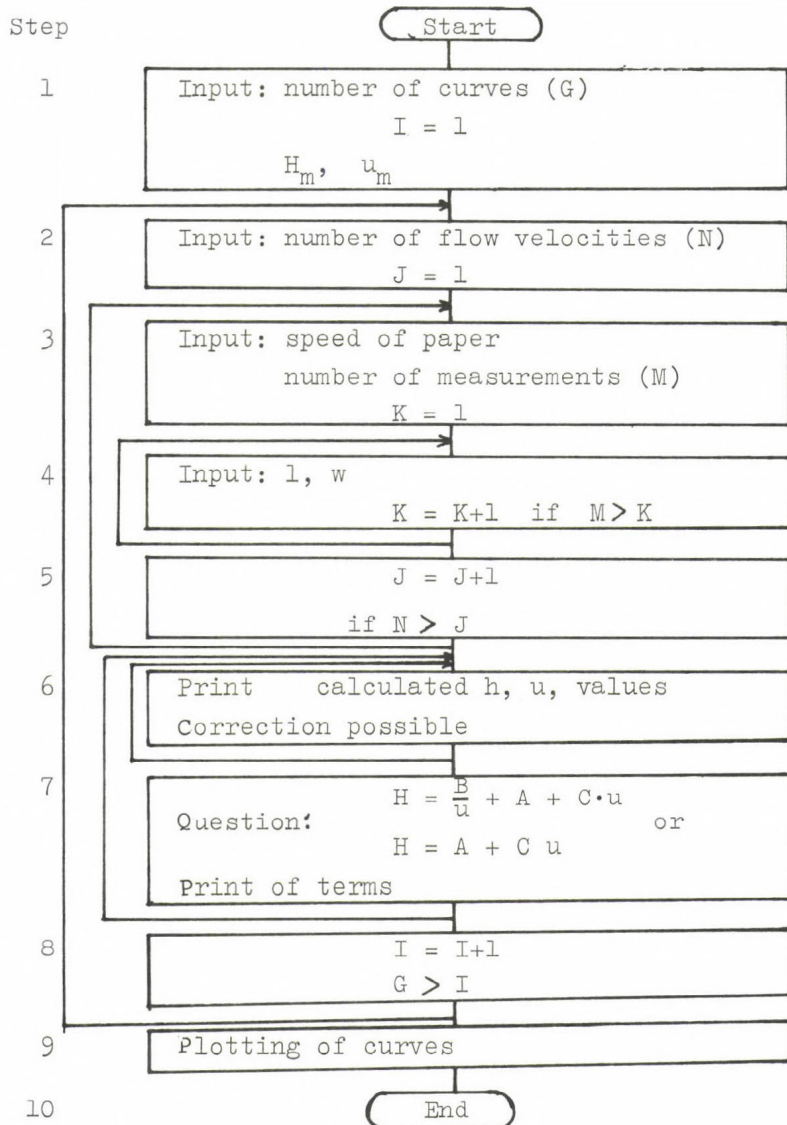 Step Start
1 Input: number of curves (G)
I = 1
H_m, u_m
2 Input: number of flow velocities (N)
J = 1
3 Input: speed of paper
number of measurements (M)
K = 1
4 Input: l, w
K = K+1 if M > K
5 J = J+1
if N > J
6 Print calculated h, u, values
Correction possible
7 H = B/u + A + C·u
Question: or
H = A + C u
Print of terms
8 I = I+1
G > I
9 Plotting of curves
10 End